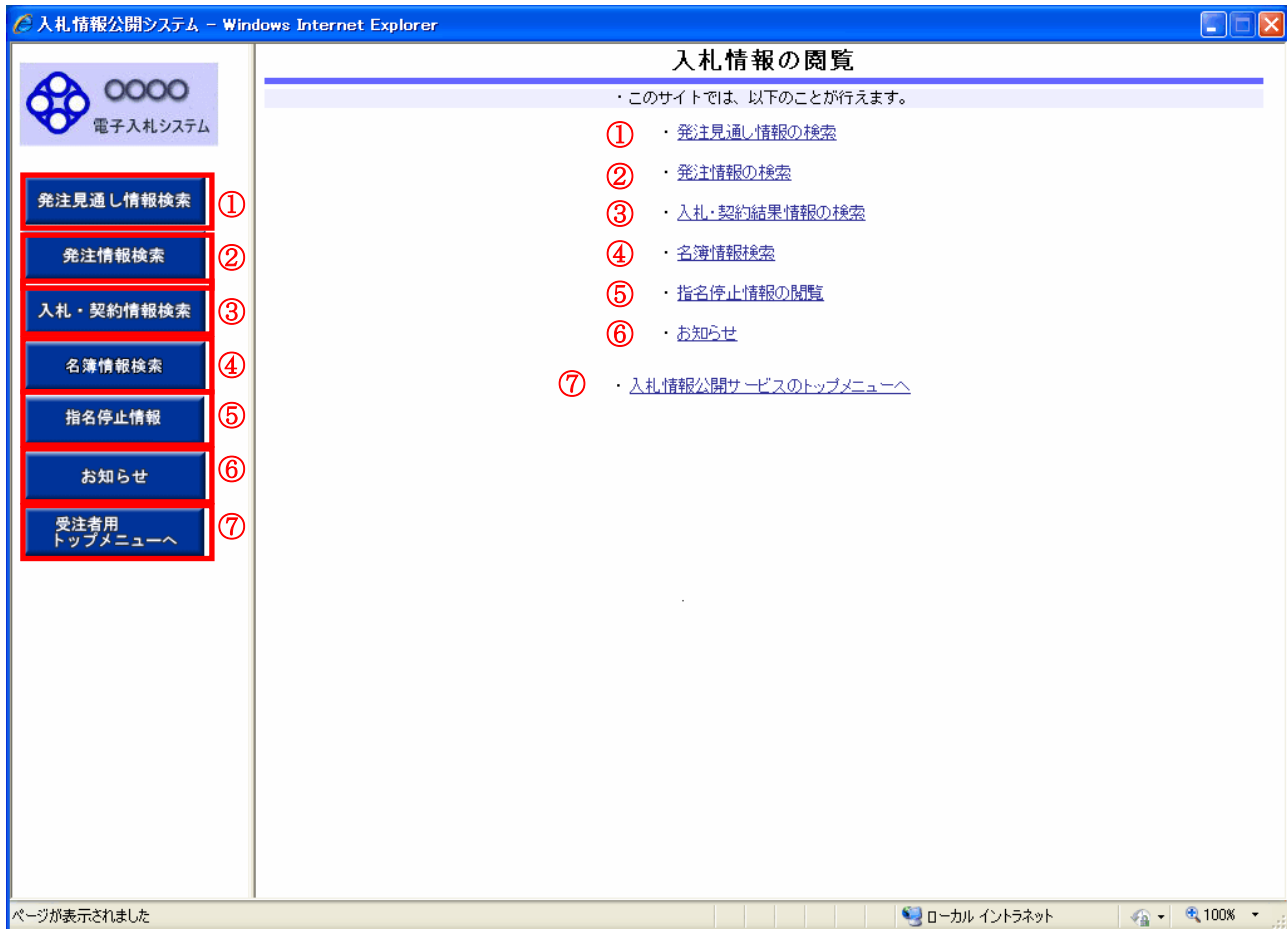 入札情報公開システム - Windows Internet Explorer
〇〇〇〇
電子入札システム
発注見通し情報検索 ①
発注情報検索 ②
入札・契約情報検索 ③
名簿情報検索 ④
指名停止情報 ⑤
お知らせ ⑥
受注者用
トップメニューへ ⑦
入札情報の閲覧
・このサイトでは、以下のことが行えます。
① ・発注見通し情報の検索
② ・発注情報の検索
③ ・入札・契約結果情報の検索
④ ・名簿情報検索
⑤ ・指名停止情報の閲覧
⑥ ・お知らせ
⑦ ・入札情報公開サービスのトップメニューへ
ページが表示されました ローカル イントラネット 100%